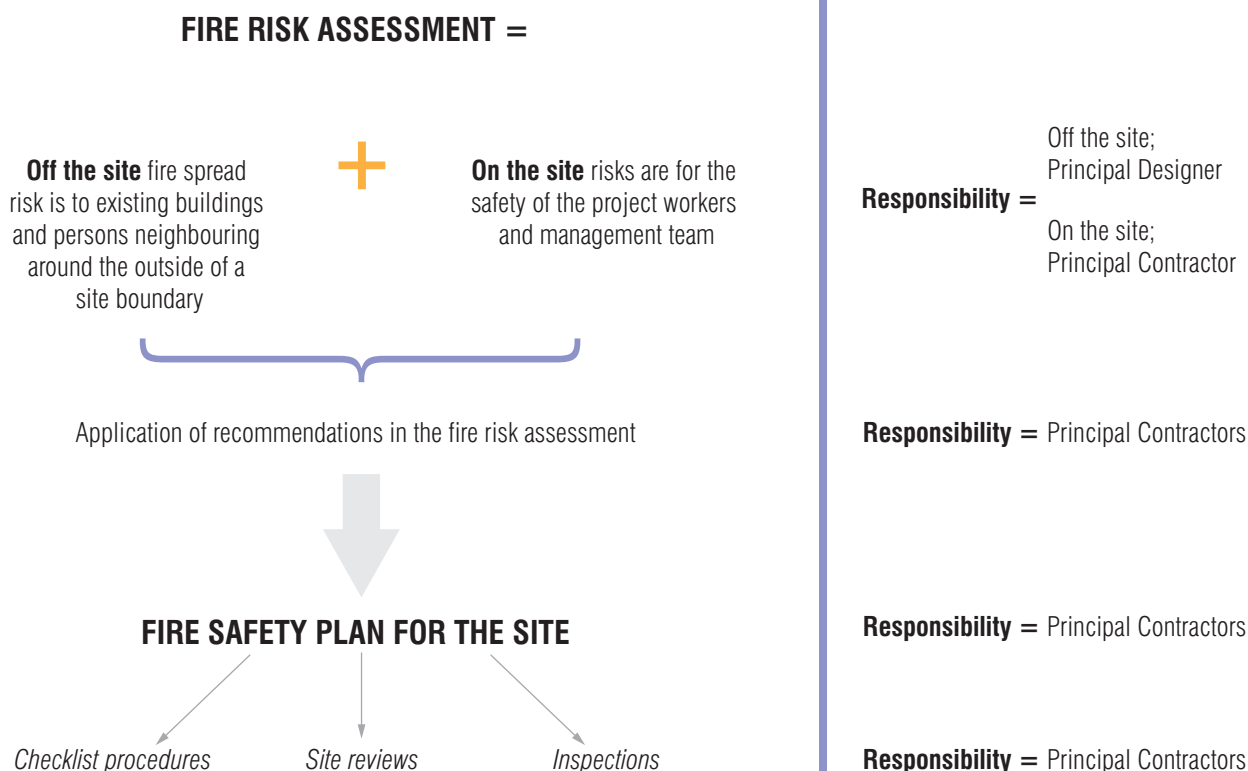 FIRE RISK ASSESSMENT =
Off the site fire spread
risk is to existing buildings
and persons neighbouring
around the outside of a
site boundary
+
On the site risks are for the
safety of the project workers
and management team
Responsibility =
Off the site;
Principal Designer
On the site;
Principal Contractor
Application of recommendations in the fire risk assessment
Responsibility = Principal Contractors
FIRE SAFETY PLAN FOR THE SITE
Responsibility = Principal Contractors
Checklist procedures
Site reviews
Inspections
Responsibility = Principal Contractors